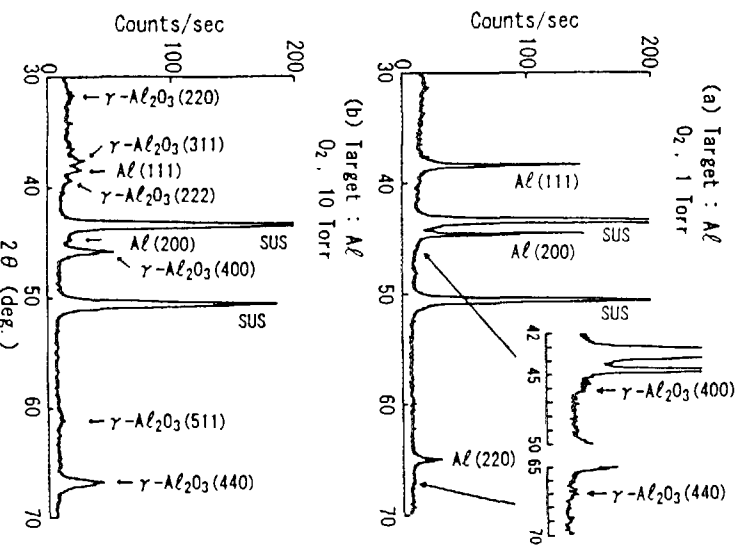 (a) Target : Aℓ
O₂ , 1 Torr
Counts/sec
0
100
200
30
40
50
60
70
Aℓ(111)
SUS
Aℓ(200)
SUS
Aℓ(220)
42
45
50
65
70
γ-Aℓ₂O₃(400)
γ-Aℓ₂O₃(440)
(b) Target : Aℓ
O₂ , 10 Torr
Counts/sec
0
100
200
30
40
50
60
70
γ-Aℓ₂O₃(220)
γ-Aℓ₂O₃(311)
Aℓ(111)
γ-Aℓ₂O₃(222)
SUS
Aℓ(200)
γ-Aℓ₂O₃(400)
SUS
γ-Aℓ₂O₃(511)
γ-Aℓ₂O₃(440)
2θ (deg.)